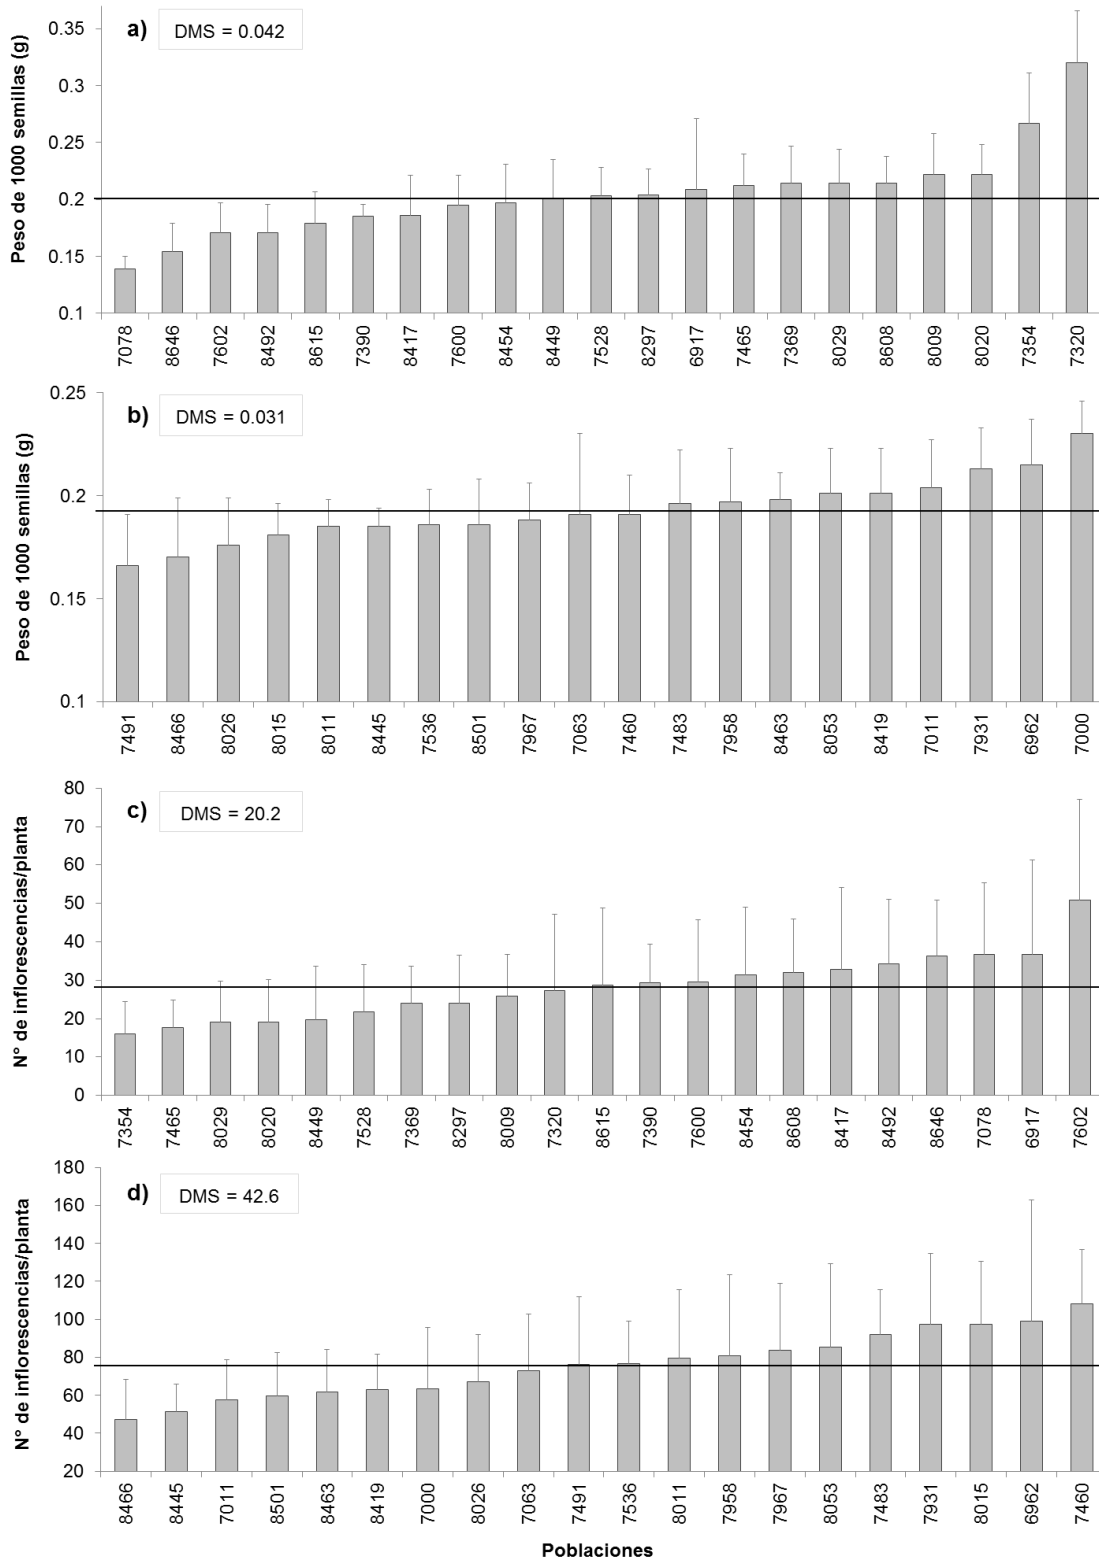 a)
DMS = 0.042
Peso de 1000 semillas (g)
0.35
0.3
0.25
0.2
0.15
0.1
7078 8646 7602 8492 8615 7390 8417 7600 8454 8449 7528 8297 6917 7465 7369 8029 8608 8009 8020 7354 7320
b)
DMS = 0.031
Peso de 1000 semillas (g)
0.25
0.2
0.15
0.1
7491 8466 8026 8015 8011 8445 7536 8501 7967 7063 7460 7483 7958 8463 8053 8419 7011 7931 6962 7000
c)
DMS = 20.2
N° de inflorescencias/planta
80
70
60
50
40
30
20
10
0
7354 7465 8029 8020 8449 7528 7369 8297 8009 7320 8615 7390 7600 8454 8608 8417 8492 8646 7078 6917 7602
d)
DMS = 42.6
N° de inflorescencias/planta
180
160
140
120
100
80
60
40
20
8466 8445 7011 8501 8463 8419 7000 8026 7063 7491 7536 8011 7958 7967 8053 7483 7931 8015 6962 7460
Poblaciones